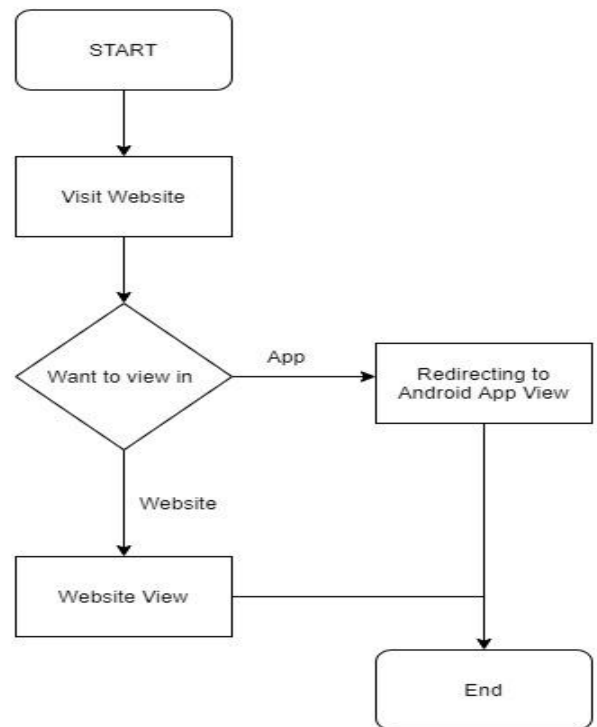 START
Visit Website
Want to view in
App
Redirecting to
Android App View
Website
Website View
End